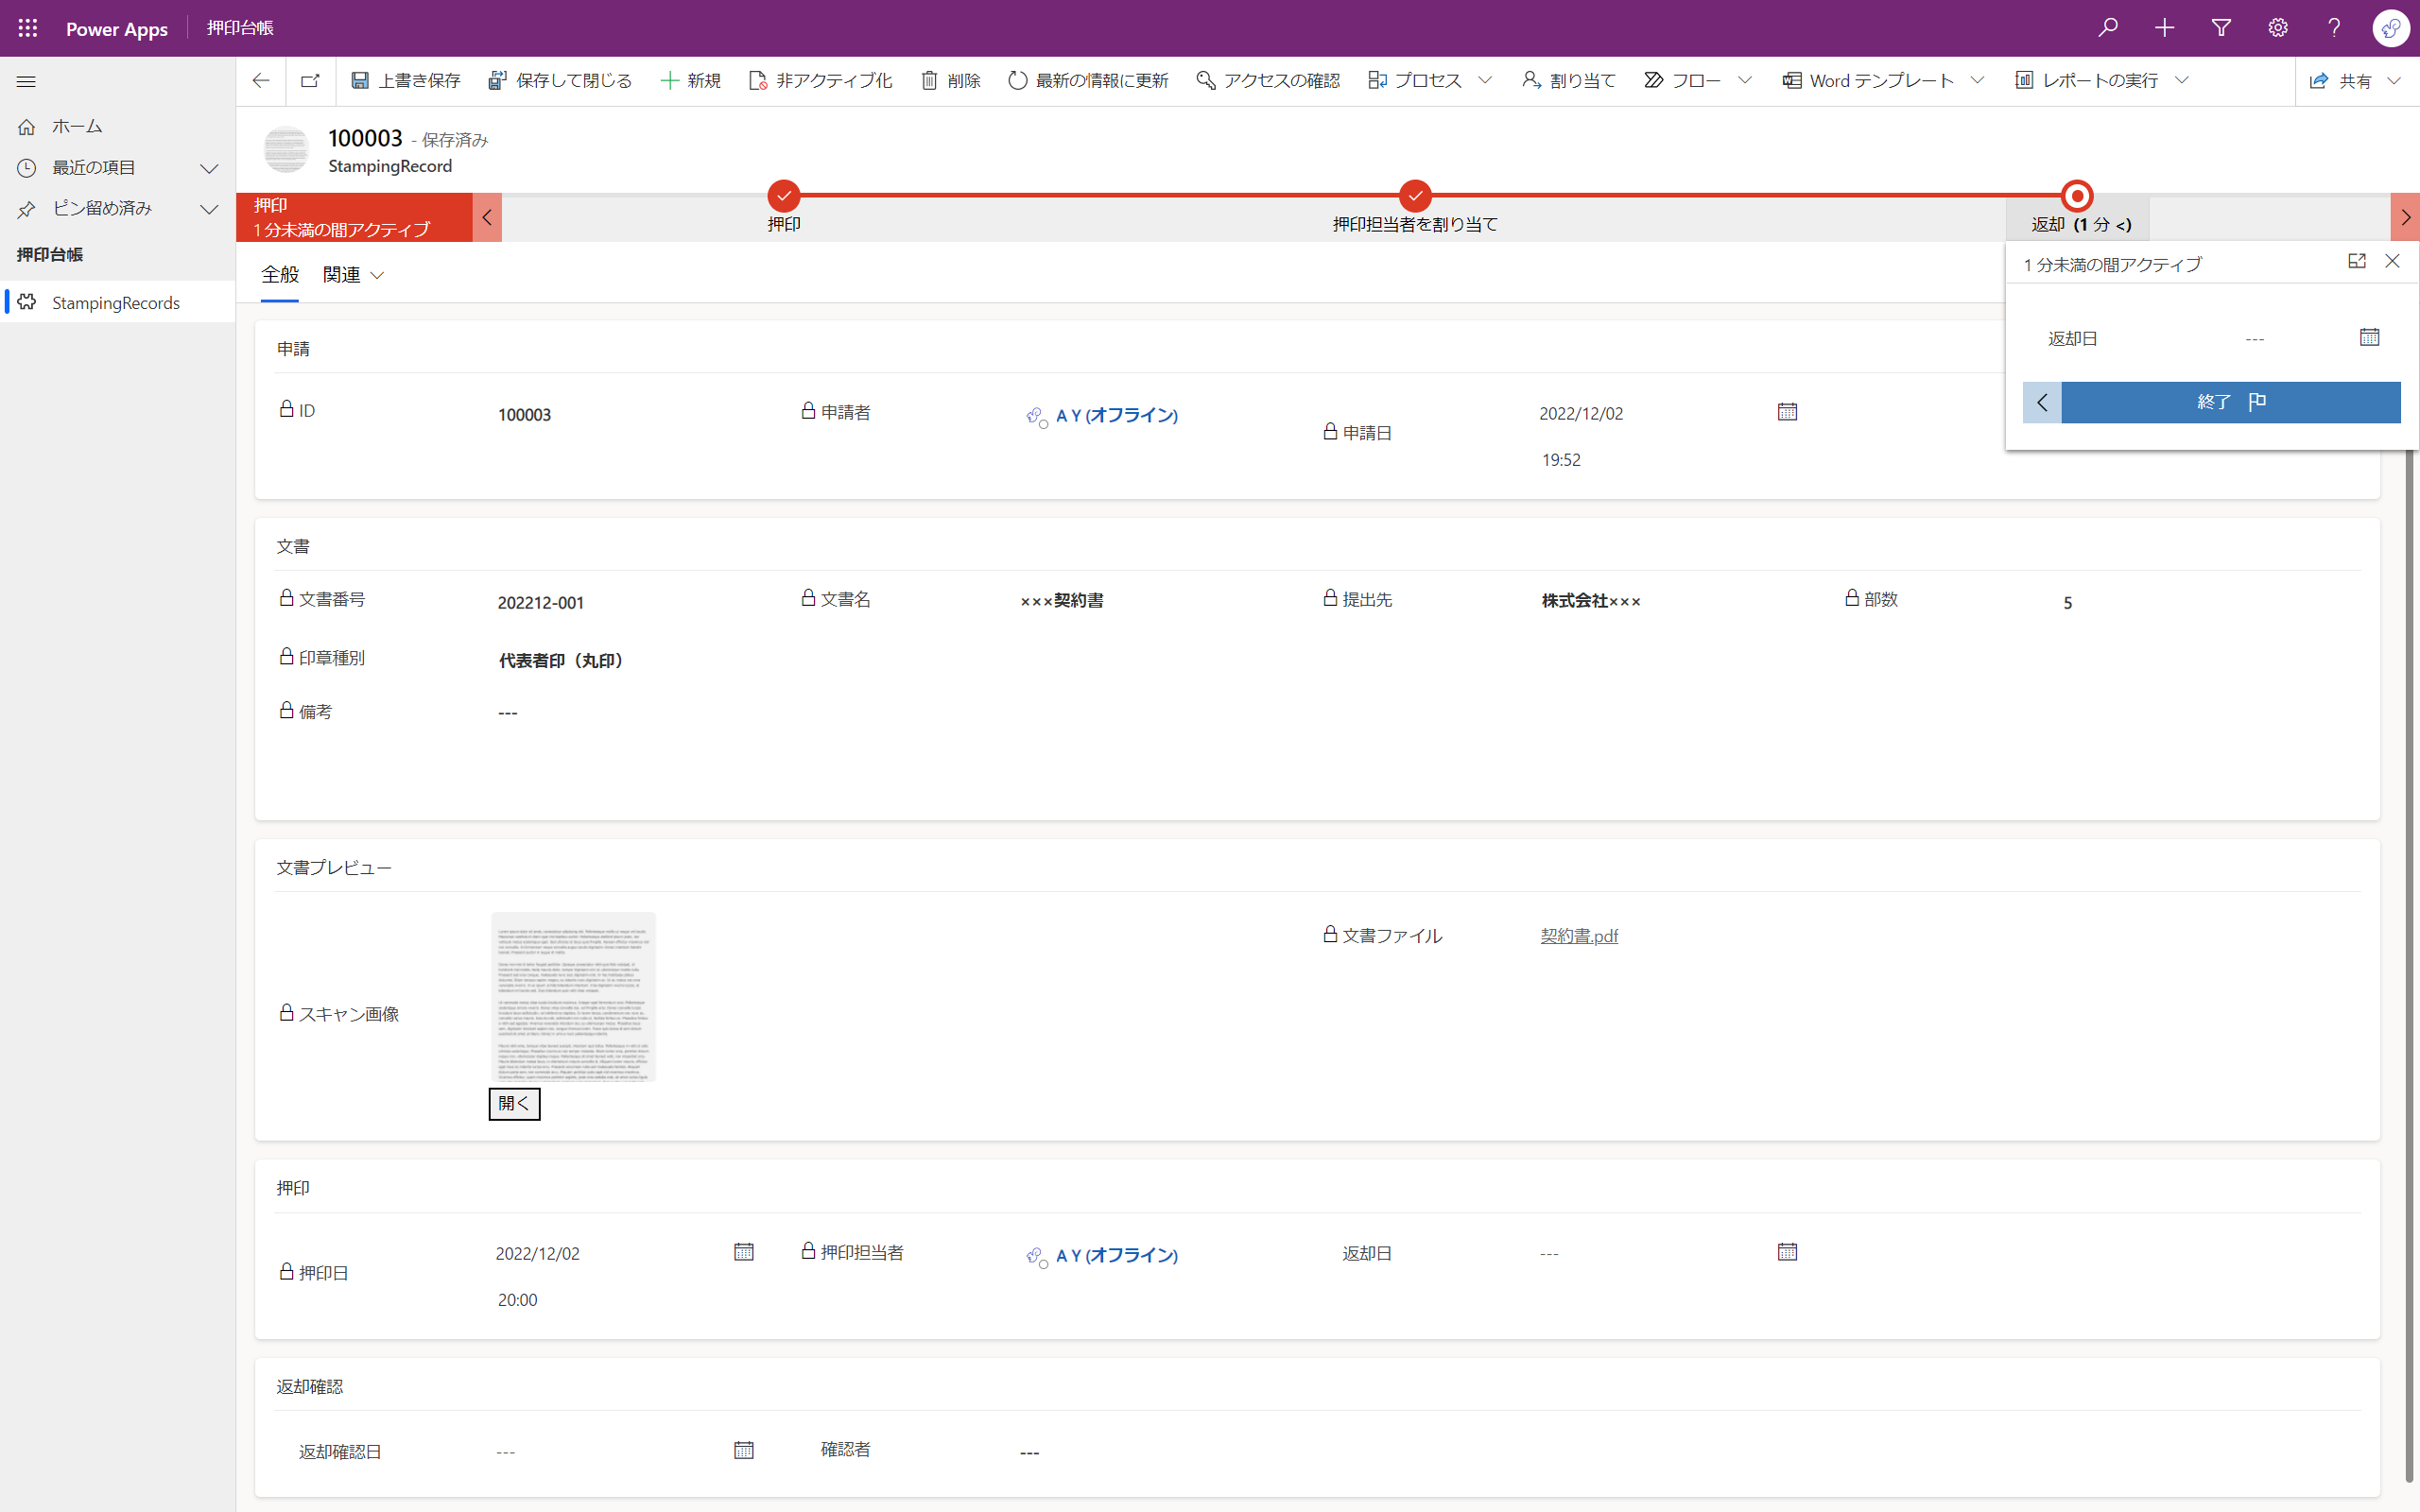 Power Apps 押印台帳
上書き保存 保存して閉じる 新規 非アクティブ化 削除 最新の情報に更新 アクセスの確認 プロセス 割り当て フロー Word テンプレート レポートの実行 共有
ホーム
最近の項目
ピン留め済み
押印台帳
StampingRecords
100003 - 保存済み
StampingRecord
押印
1 分未満の間アクティブ
押印
押印担当者を割り当て
返却 (1 分 <)
1 分未満の間アクティブ
返却日 ---
終了
全般 関連
申請
ID 100003 申請者 A Y (オフライン) 申請日 2022/12/02
19:52
文書
文書番号 202212-001 文書名 ×××契約書 提出先 株式会社××× 部数 5
印章種別 代表者印（丸印）
備考 ---
文書プレビュー
スキャン画像
文書ファイル 契約書.pdf
開く
押印
押印日 2022/12/02 押印担当者 A Y (オフライン) 返却日 ---
20:00
返却確認
返却確認日 --- 確認者 ---